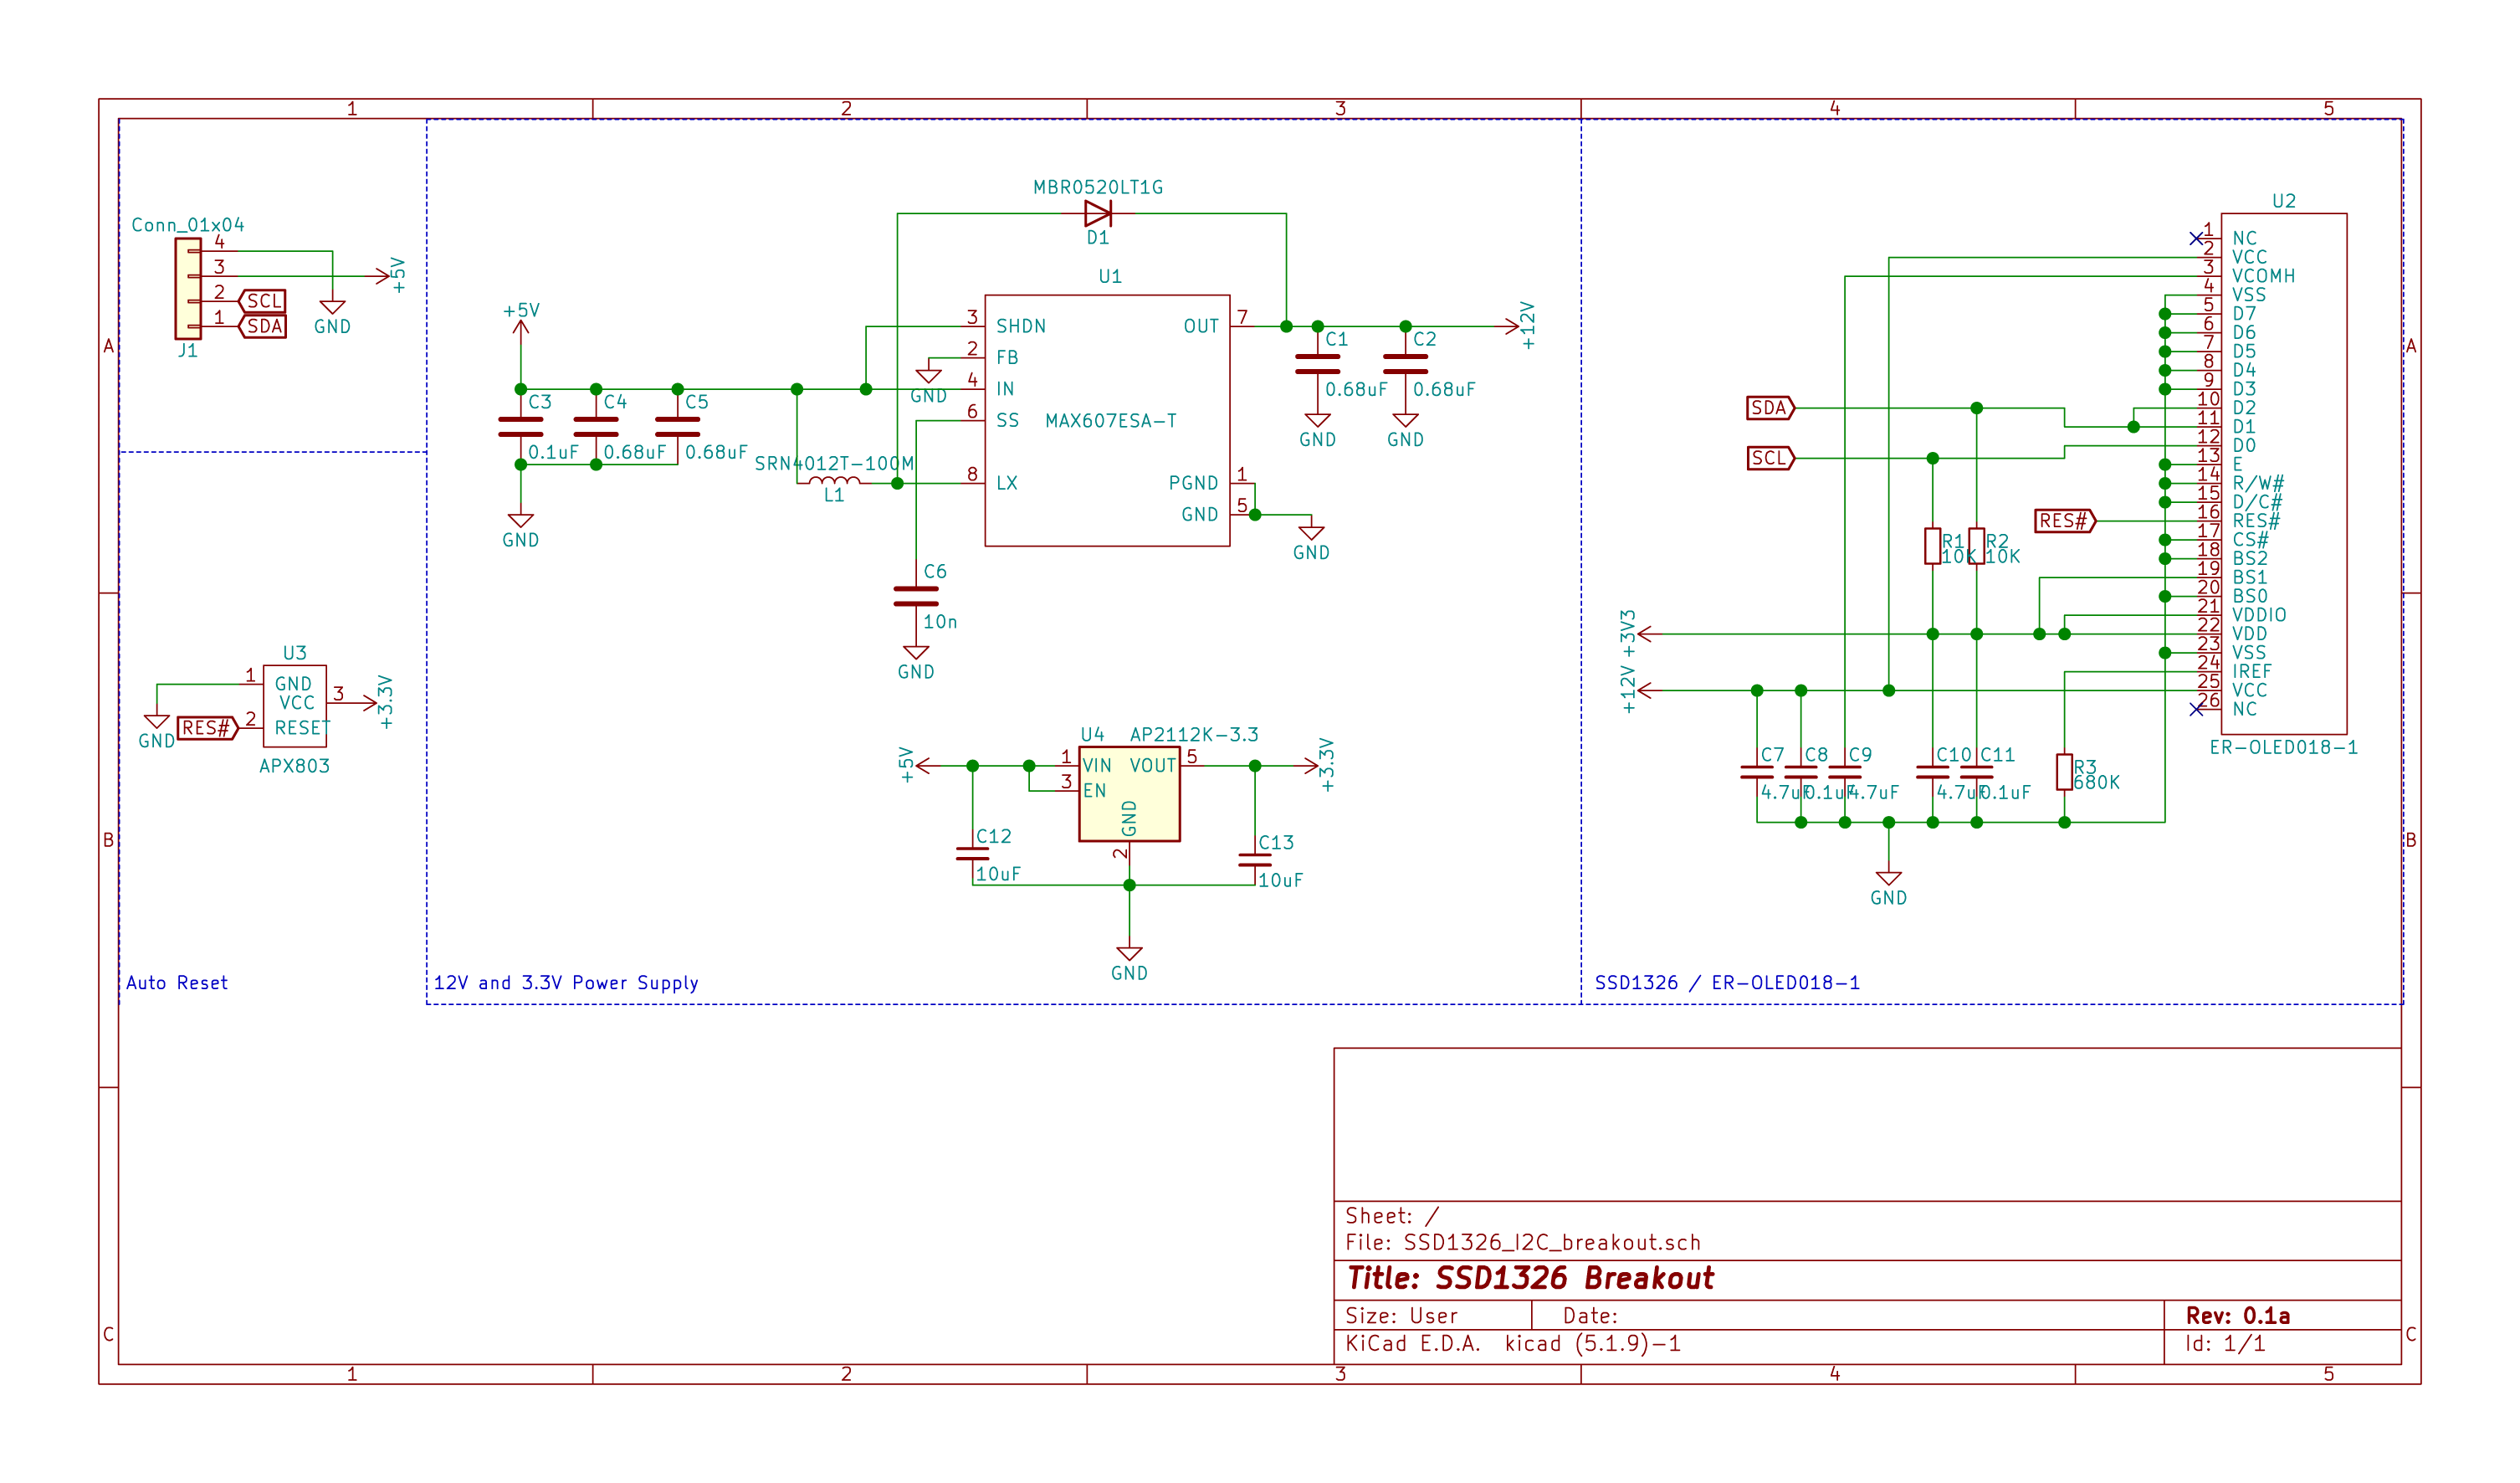 1 2 3 4 5
A
B
C
Conn_01x04
4
3
2
1
+5V
SCL
SDA
GND
J1
U3
1 GND
VCC 3
2 RESET
+3.3V
RES#
GND
APX803
Auto Reset
MBR0520LT1G
D1
U1
+5V
3 SHDN
2 FB
4 IN
6 SS
8 LX
OUT 7
PGND 1
GND 5
MAX607ESA-T
GND
+12V
C1
0.68uF
GND
C2
0.68uF
GND
GND
C3
0.1uF
C4
0.68uF
C5
0.68uF
GND
SRN4012T-100M
L1
C6
10n
GND
U4 AP2112K-3.3
+5V
1 VIN
3 EN
VOUT 5
GND
2
+3.3V
C12
10uF
C13
10uF
GND
12V and 3.3V Power Supply
U2
1 NC
2 VCC
3 VCOMH
4 VSS
5 D7
6 D6
7 D5
8 D4
9 D3
10 D2
11 D1
12 D0
13 E
14 R/W#
15 D/C#
16 RES#
17 CS#
18 BS2
19 BS1
20 BS0
21 VDDIO
22 VDD
23 VSS
24 IREF
25 VCC
26 NC
ER-OLED018-1
SDA
SCL
RES#
R1
10K
R2
10K
+3V3
+12V
C7
4.7uF
C8
0.1uF
C9
4.7uF
C10
4.7uF
C11
0.1uF
R3
680K
GND
SSD1326 / ER-OLED018-1
Sheet: /
File: SSD1326_I2C_breakout.sch
Title: SSD1326 Breakout
Size: User Date: Rev: 0.1a
KiCad E.D.A. kicad (5.1.9)-1 Id: 1/1
A
B
C
1 2 3 4 5